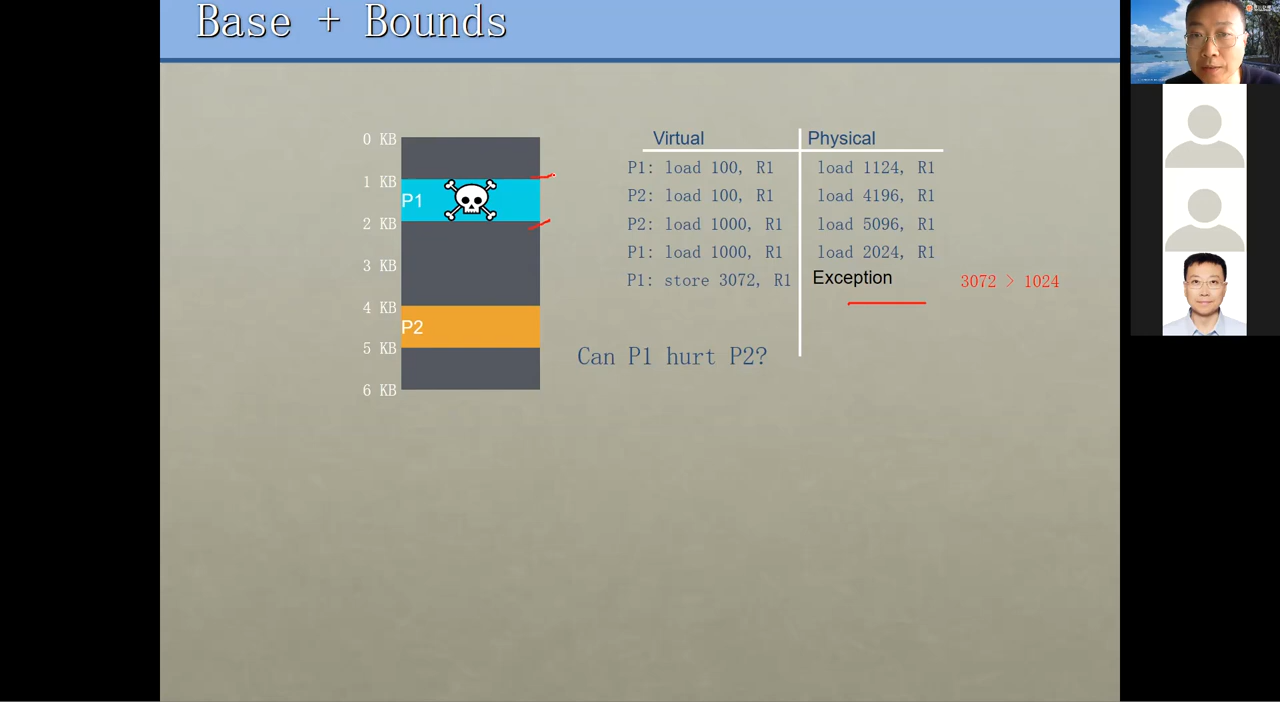 Base + Bounds
0 KB
1 KB
P1
2 KB
3 KB
4 KB
P2
5 KB
6 KB
Virtual Physical
P1: load 100, R1 load 1124, R1
P2: load 100, R1 load 4196, R1
P2: load 1000, R1 load 5096, R1
P1: load 1000, R1 load 2024, R1
P1: store 3072, R1 Exception 3072 > 1024
Can P1 hurt P2?